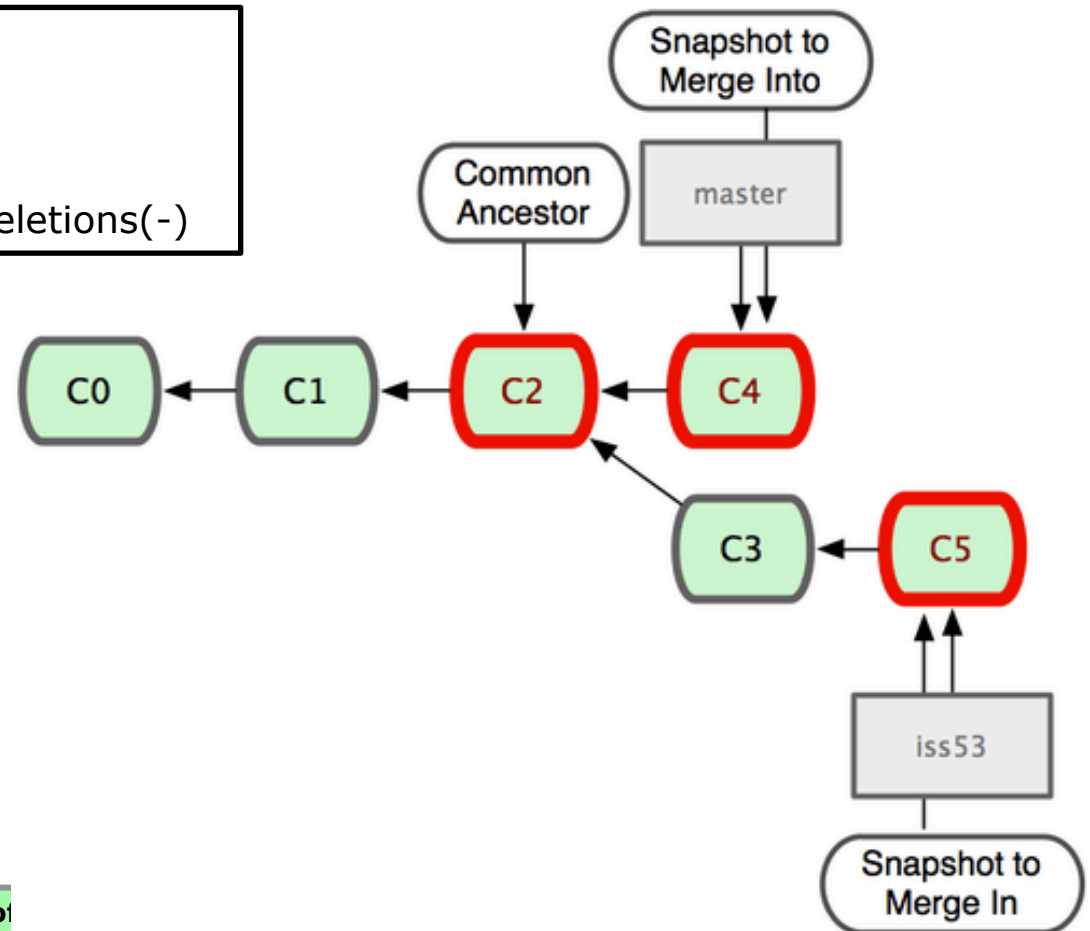 Snapshot to
Merge Into
Common
Ancestor
master
eletions(-)
C0
C1
C2
C4
C3
C5
iss53
Snapshot to
Merge In